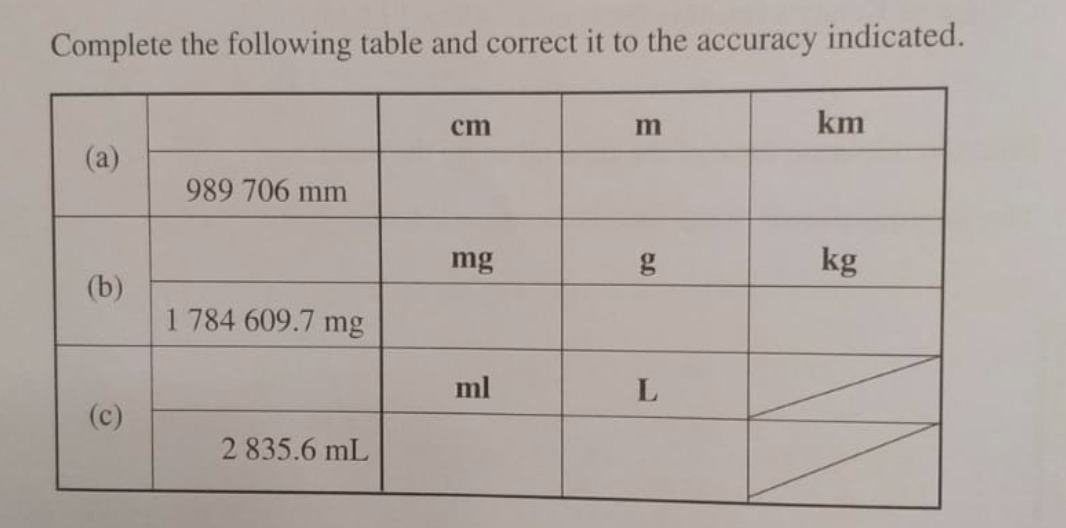 Complete the following table and correct it to the accuracy indicated.
cm m km
(a)
989 706 mm
mg g kg
(b)
1 784 609.7 mg
ml L
(c)
2 835.6 mL